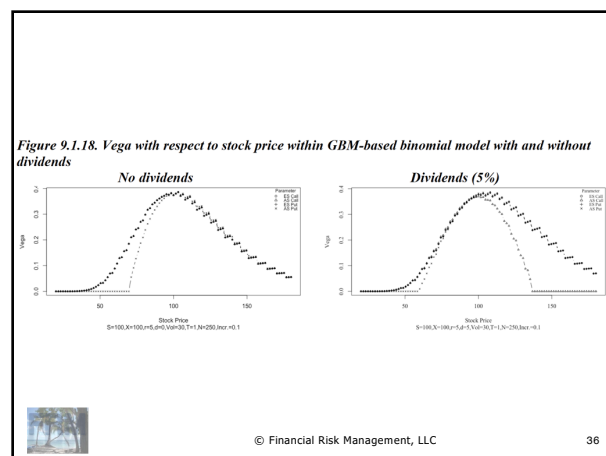 Figure 9.1.18. Vega with respect to stock price within GBM-based binomial model with and without
dividends
No dividends
Dividends (5%)
Vega
0.0
0.1
0.2
0.3
0.4
50
100
150
Stock Price
S=100,X=100,r=5,d=0,Vol=30,T=1,N=250,Incr.=0.1
Parameter
ES Call
AS Call
ES Put
AS Put
Vega
0.0
0.1
0.2
0.3
0.4
50
100
150
Stock Price
S=100,X=100,r=5,d=5,Vol=30,T=1,N=250,Incr.=0.1
Parameter
ES Call
AS Call
ES Put
AS Put
© Financial Risk Management, LLC
36